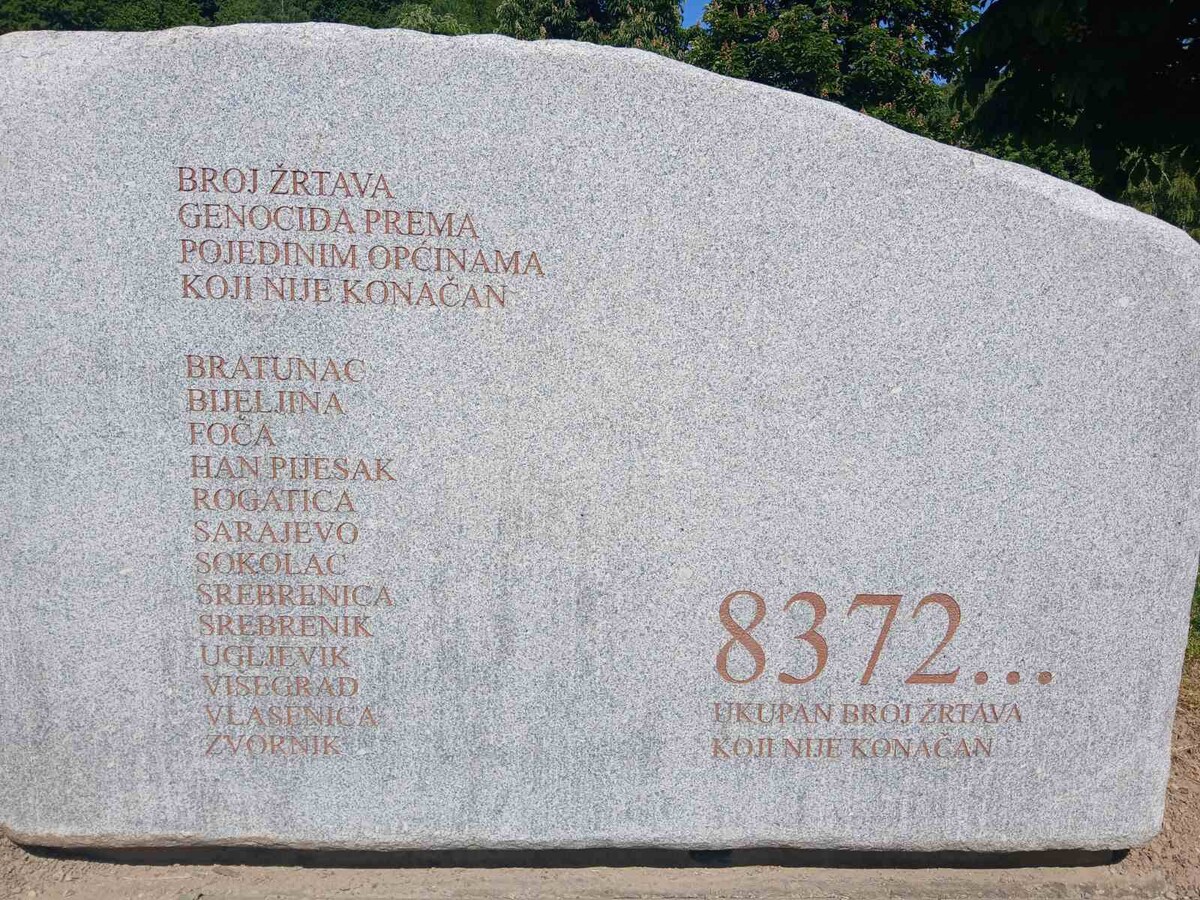 BROJ ŽRTAVA
GENOCIDA PREMA
POJEDINIM OPĆINAMA
KOJI NIJE KONAČAN
BRATUNAC
BIJELJINA
FOČA
HAN PIJESAK
ROGATICA
SARAJEVO
SOKOLAC
SREBRENICA
SREBRENIK
UGLJEVIK
VISEGRAD
VLASENICA
ZVORNIK
8372...
UKUPAN BROJ ŽRTAVA
KOJI NIJE KONAČAN